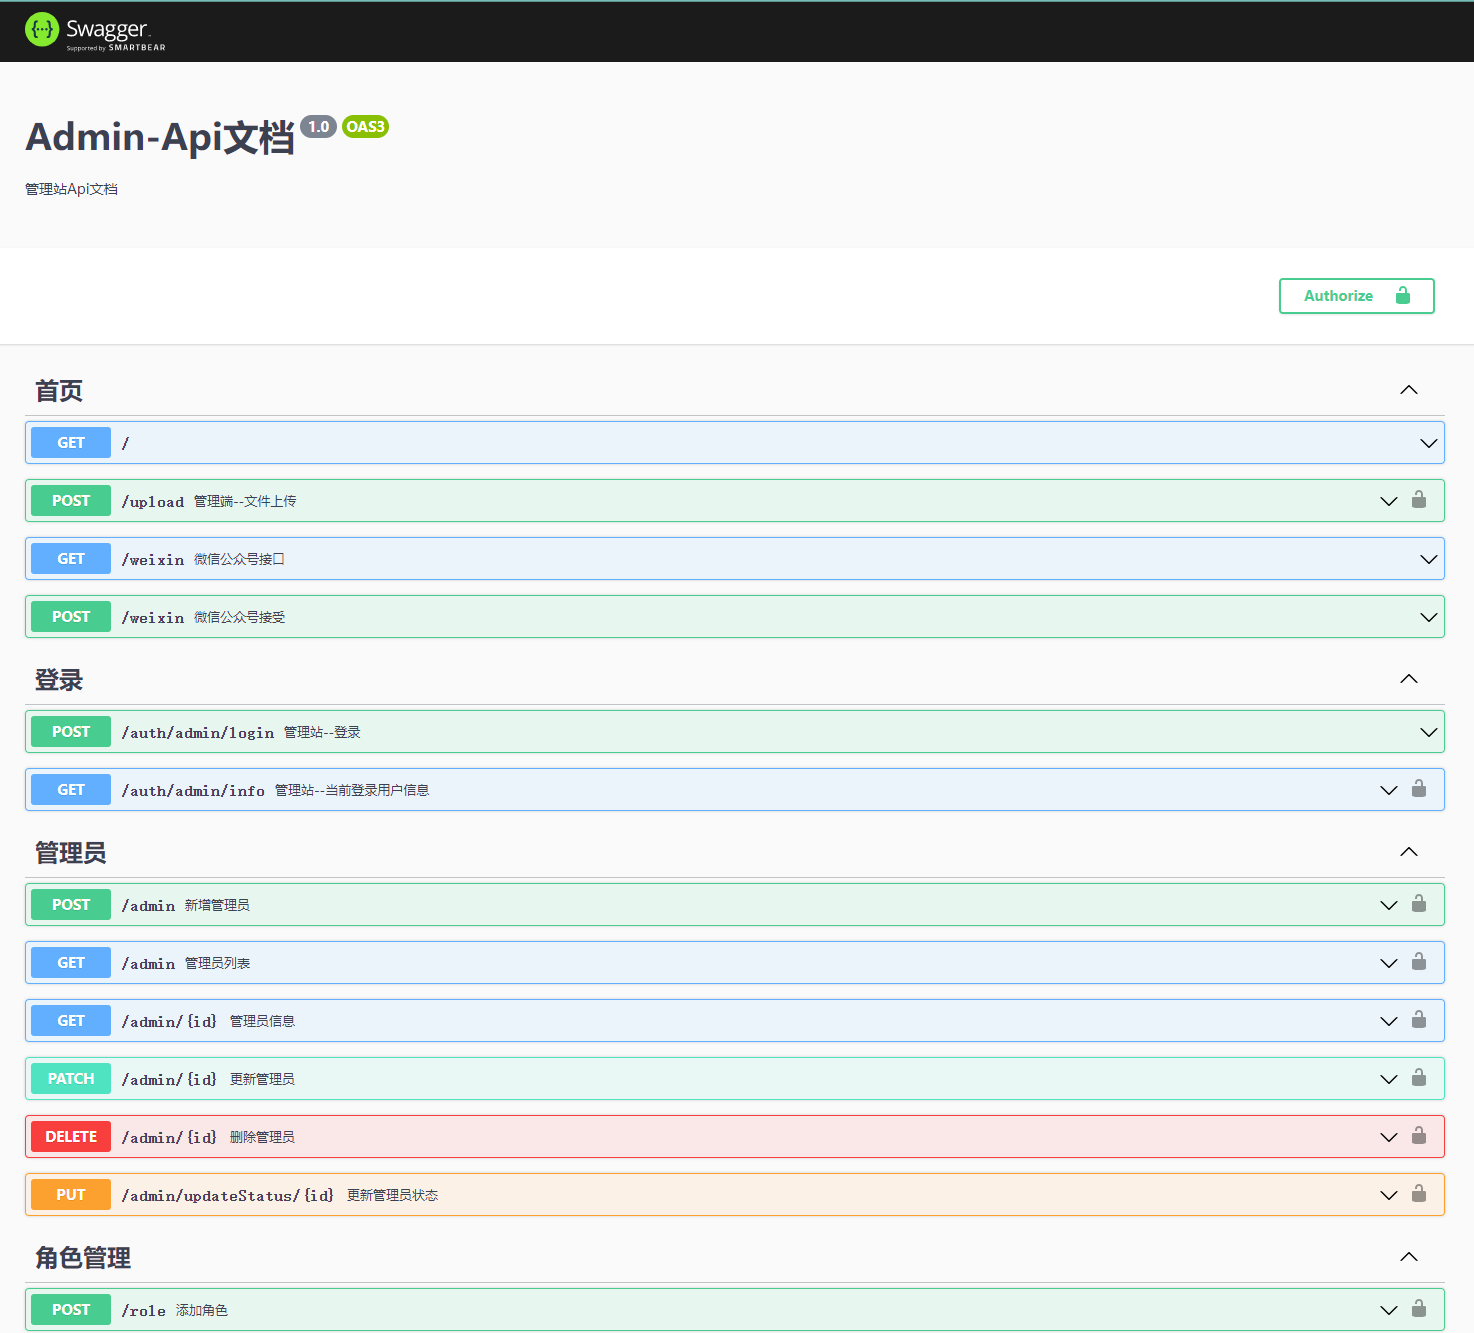 Swagger.
Supported by SMARTBEAR
Admin-Api文档 1.0 OAS3
管理站Api文档
Authorize
首页
GET /
POST /upload 管理端--文件上传
GET /weixin 微信公众号接口
POST /weixin 微信公众号接受
登录
POST /auth/admin/login 管理站--登录
GET /auth/admin/info 管理站--当前登录用户信息
管理员
POST /admin 新增管理员
GET /admin 管理员列表
GET /admin/{id} 管理员信息
PATCH /admin/{id} 更新管理员
DELETE /admin/{id} 删除管理员
PUT /admin/updateStatus/{id} 更新管理员状态
角色管理
POST /role 添加角色